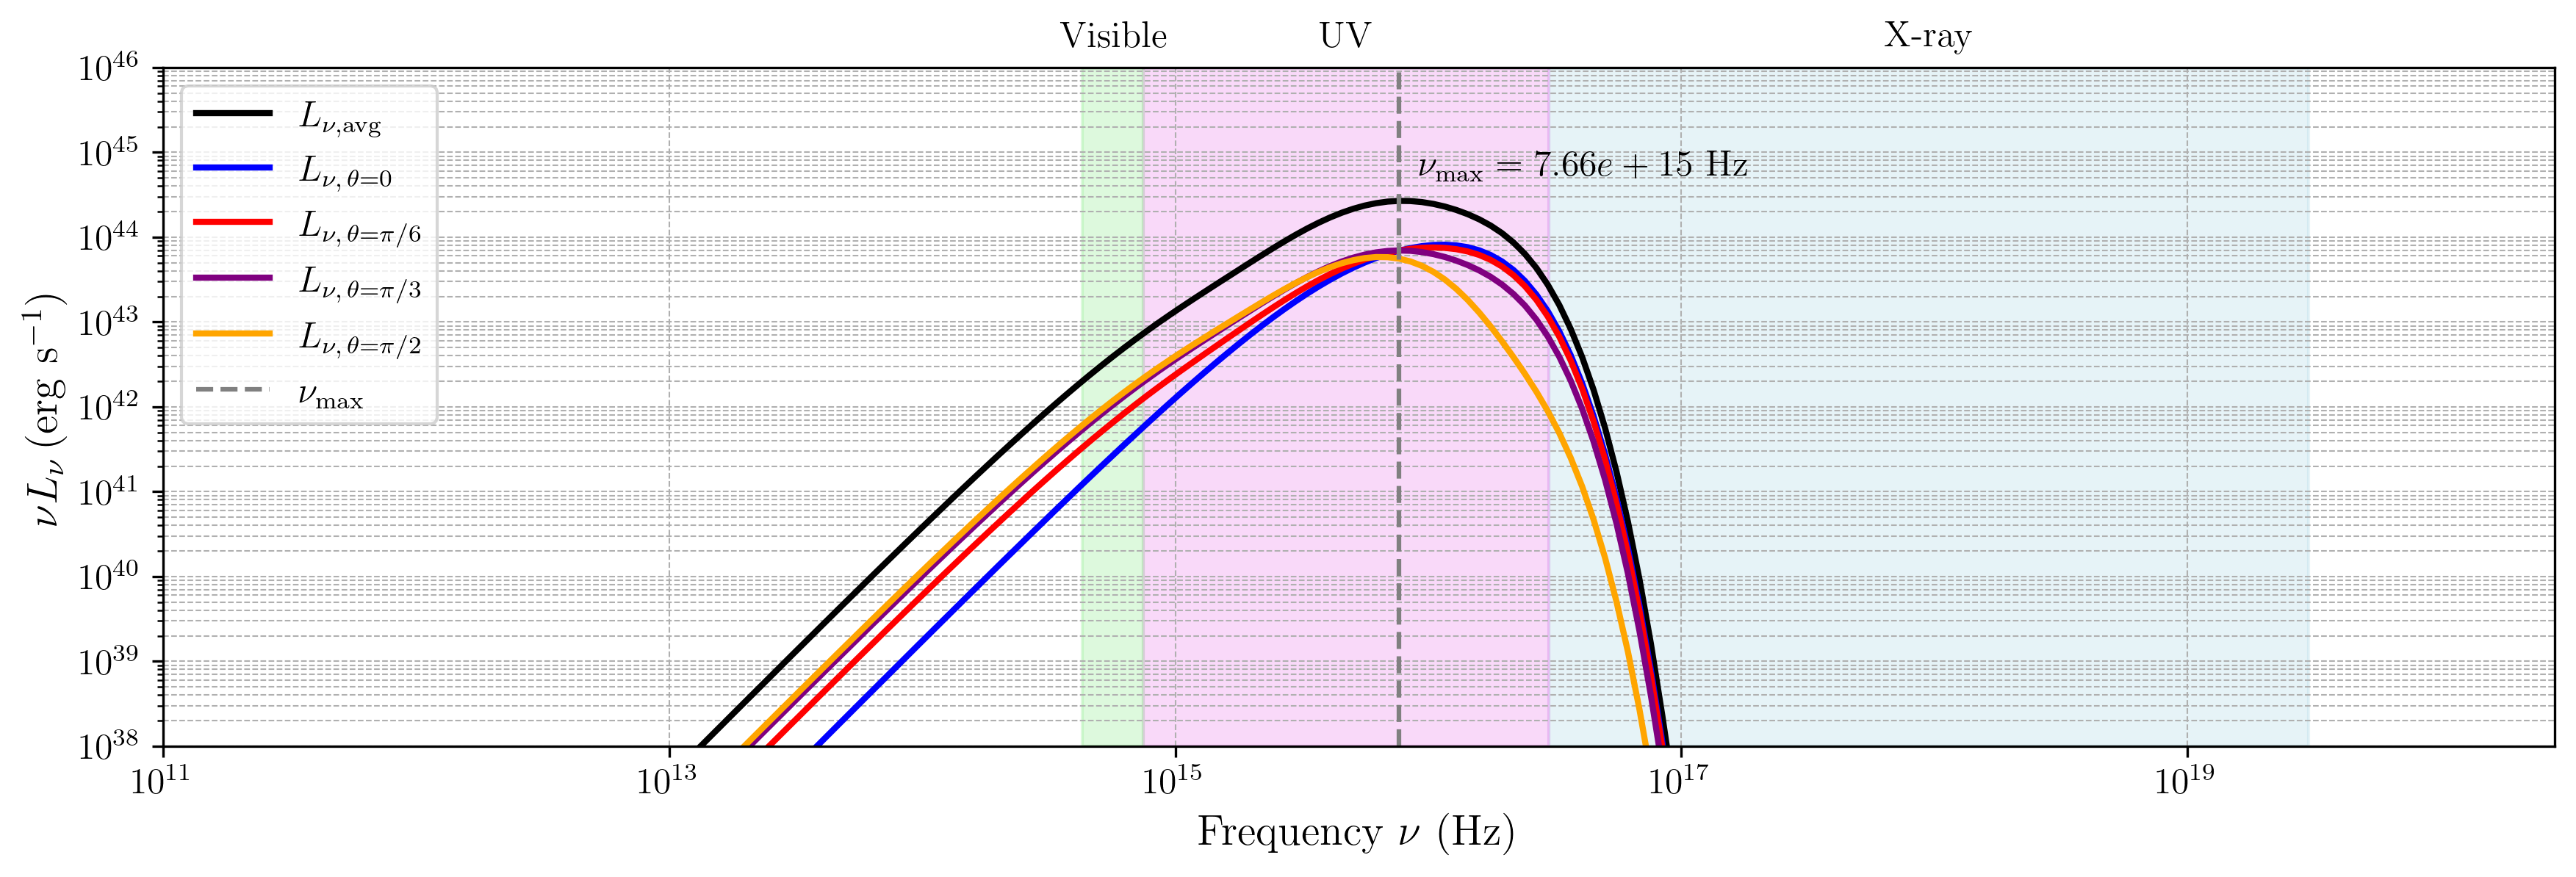 Visible UV X-ray
10^46
10^45
10^44
10^43
10^42
10^41
10^40
10^39
10^38
νL_ν (erg s^−1)
L_ν,avg
L_ν, θ=0
L_ν, θ=π/6
L_ν, θ=π/3
L_ν, θ=π/2
ν_max
ν_max = 7.66e + 15 Hz
10^11 10^13 10^15 10^17 10^19
Frequency ν (Hz)